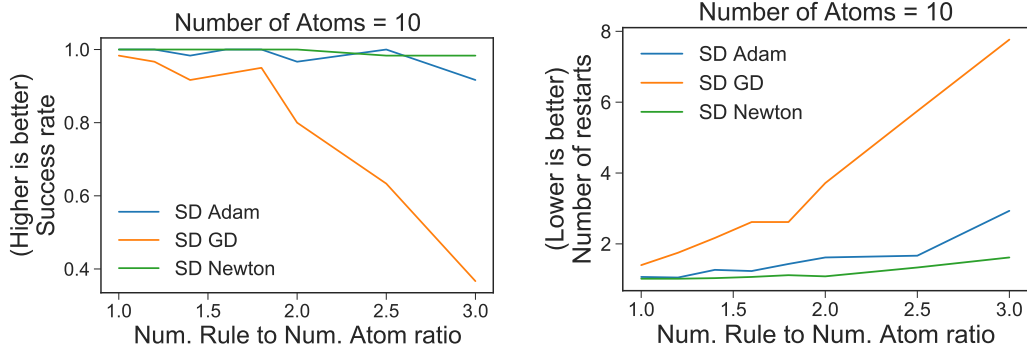 Number of Atoms = 10
(Higher is better)
Success rate
1.0
0.8
0.6
0.4
SD Adam
SD GD
SD Newton
1.0
1.5
2.0
2.5
3.0
Num. Rule to Num. Atom ratio
Number of Atoms = 10
(Lower is better)
Number of restarts
8
6
4
2
SD Adam
SD GD
SD Newton
1.0
1.5
2.0
2.5
3.0
Num. Rule to Num. Atom ratio